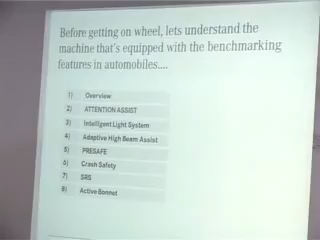 Before getting on wheel, lets understand the
machine that's equipped with the benchmarking
features in automobiles....
1) Overview
2) ATTENTION ASSIST
3) Intelligent Light System
4) Adaptive High Beam Assist
5) PRESAFE
6) Crash Safety
7) SRS
8) Active Bonnet